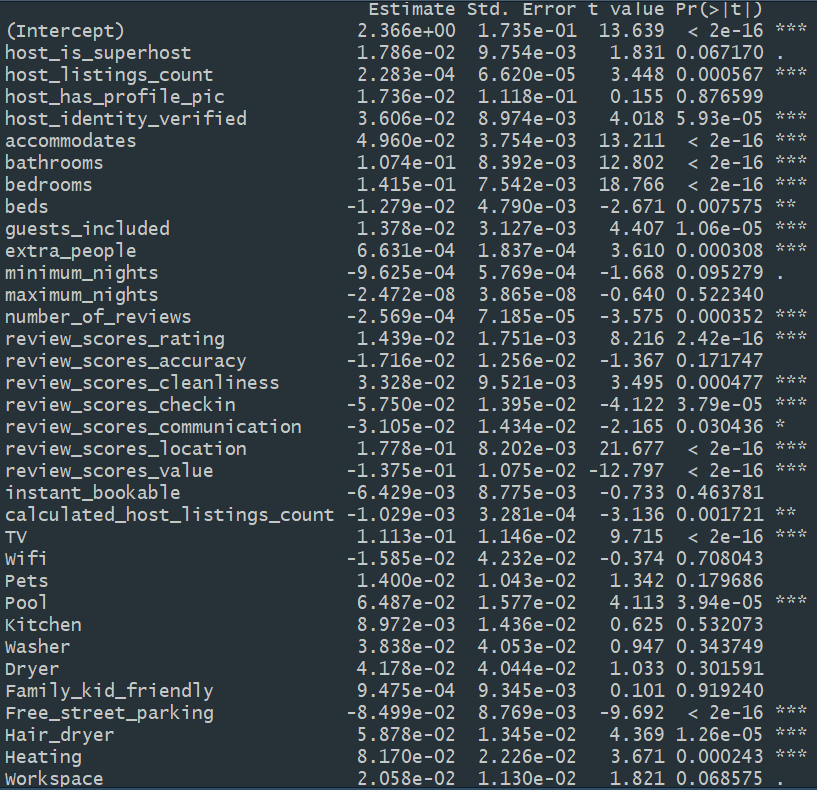 Estimate Std. Error t value Pr(>|t|)
(Intercept) 2.366e+00 1.735e-01 13.639 < 2e-16 ***
host_is_superhost 1.786e-02 9.754e-03 1.831 0.067170 .
host_listings_count 2.283e-04 6.620e-05 3.448 0.000567 ***
host_has_profile_pic 1.736e-02 1.118e-01 0.155 0.876599
host_identity_verified 3.606e-02 8.974e-03 4.018 5.93e-05 ***
accommodates 4.960e-02 3.754e-03 13.211 < 2e-16 ***
bathrooms 1.074e-01 8.392e-03 12.802 < 2e-16 ***
bedrooms 1.415e-01 7.542e-03 18.766 < 2e-16 ***
beds -1.279e-02 4.790e-03 -2.671 0.007575 **
guests_included 1.378e-02 3.127e-03 4.407 1.06e-05 ***
extra_people 6.631e-04 1.837e-04 3.610 0.000308 ***
minimum_nights -9.625e-04 5.769e-04 -1.668 0.095279 .
maximum_nights -2.472e-08 3.865e-08 -0.640 0.522340
number_of_reviews -2.569e-04 7.185e-05 -3.575 0.000352 ***
review_scores_rating 1.439e-02 1.751e-03 8.216 2.42e-16 ***
review_scores_accuracy -1.716e-02 1.256e-02 -1.367 0.171747
review_scores_cleanliness 3.328e-02 9.521e-03 3.495 0.000477 ***
review_scores_checkin -5.750e-02 1.395e-02 -4.122 3.79e-05 ***
review_scores_communication -3.105e-02 1.434e-02 -2.165 0.030436 *
review_scores_location 1.778e-01 8.202e-03 21.677 < 2e-16 ***
review_scores_value -1.375e-01 1.075e-02 -12.797 < 2e-16 ***
instant_bookable -6.429e-03 8.775e-03 -0.733 0.463781
calculated_host_listings_count -1.029e-03 3.281e-04 -3.136 0.001721 **
TV 1.113e-01 1.146e-02 9.715 < 2e-16 ***
Wifi -1.585e-02 4.232e-02 -0.374 0.708043
Pets 1.400e-02 1.043e-02 1.342 0.179686
Pool 6.487e-02 1.577e-02 4.113 3.94e-05 ***
Kitchen 8.972e-03 1.436e-02 0.625 0.532073
Washer 3.838e-02 4.053e-02 0.947 0.343749
Dryer 4.178e-02 4.044e-02 1.033 0.301591
Family_kid_friendly 9.475e-04 9.345e-03 0.101 0.919240
Free_street_parking -8.499e-02 8.769e-03 -9.692 < 2e-16 ***
Hair_dryer 5.878e-02 1.345e-02 4.369 1.26e-05 ***
Heating 8.170e-02 2.226e-02 3.671 0.000243 ***
Workspace 2.058e-02 1.130e-02 1.821 0.068575 .